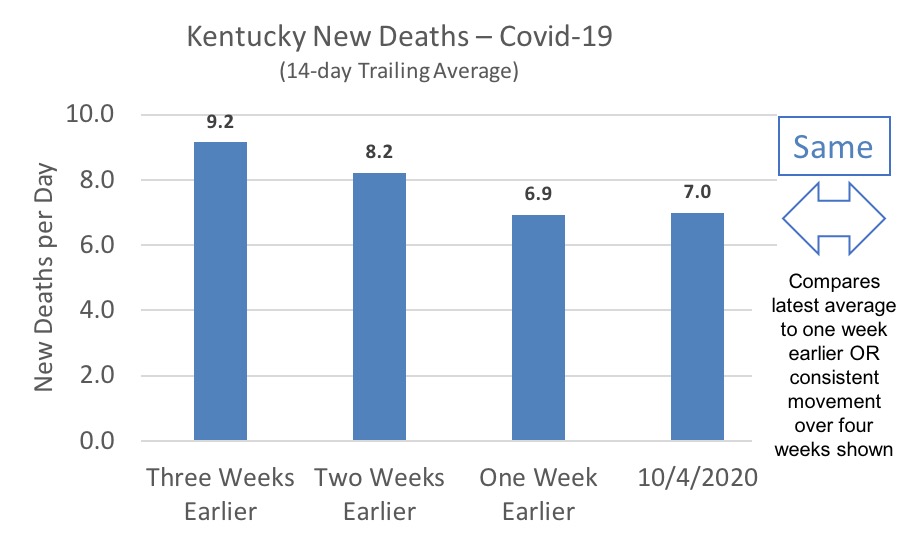 Kentucky New Deaths – Covid-19
(14-day Trailing Average)
New Deaths per Day
10.0
8.0
6.0
4.0
2.0
0.0
9.2
8.2
6.9
7.0
Three Weeks
Earlier
Two Weeks
Earlier
One Week
Earlier
10/4/2020
Same
Compares
latest average
to one week
earlier OR
consistent
movement
over four
weeks shown